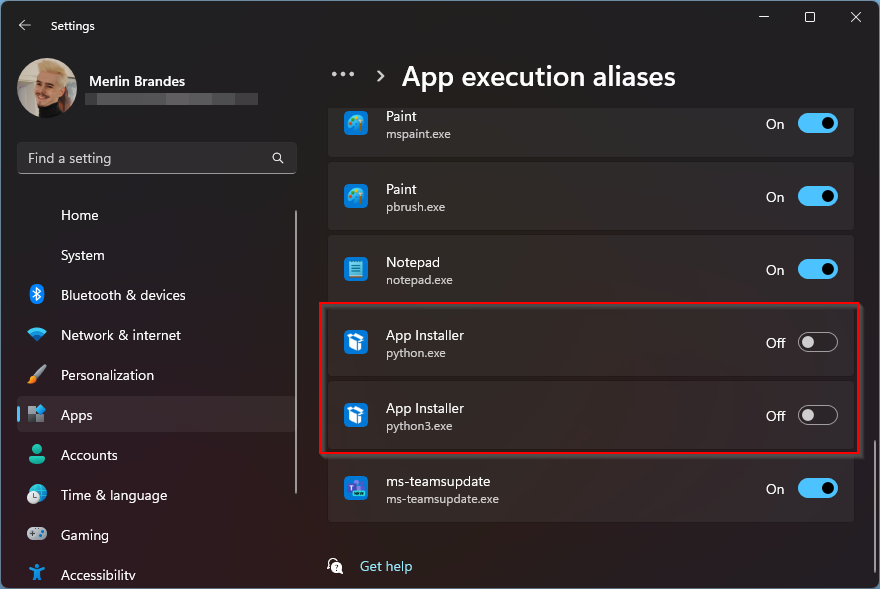 Settings
Merlin Brandes
Find a setting
Home
System
Bluetooth & devices
Network & internet
Personalization
Apps
Accounts
Time & language
Gaming
Accessibility
••• > App execution aliases
Paint
mspaint.exe
On
Paint
pbrush.exe
On
Notepad
notepad.exe
On
App Installer
python.exe
Off
App Installer
python3.exe
Off
ms-teamsupdate
ms-teamsupdate.exe
On
Get help